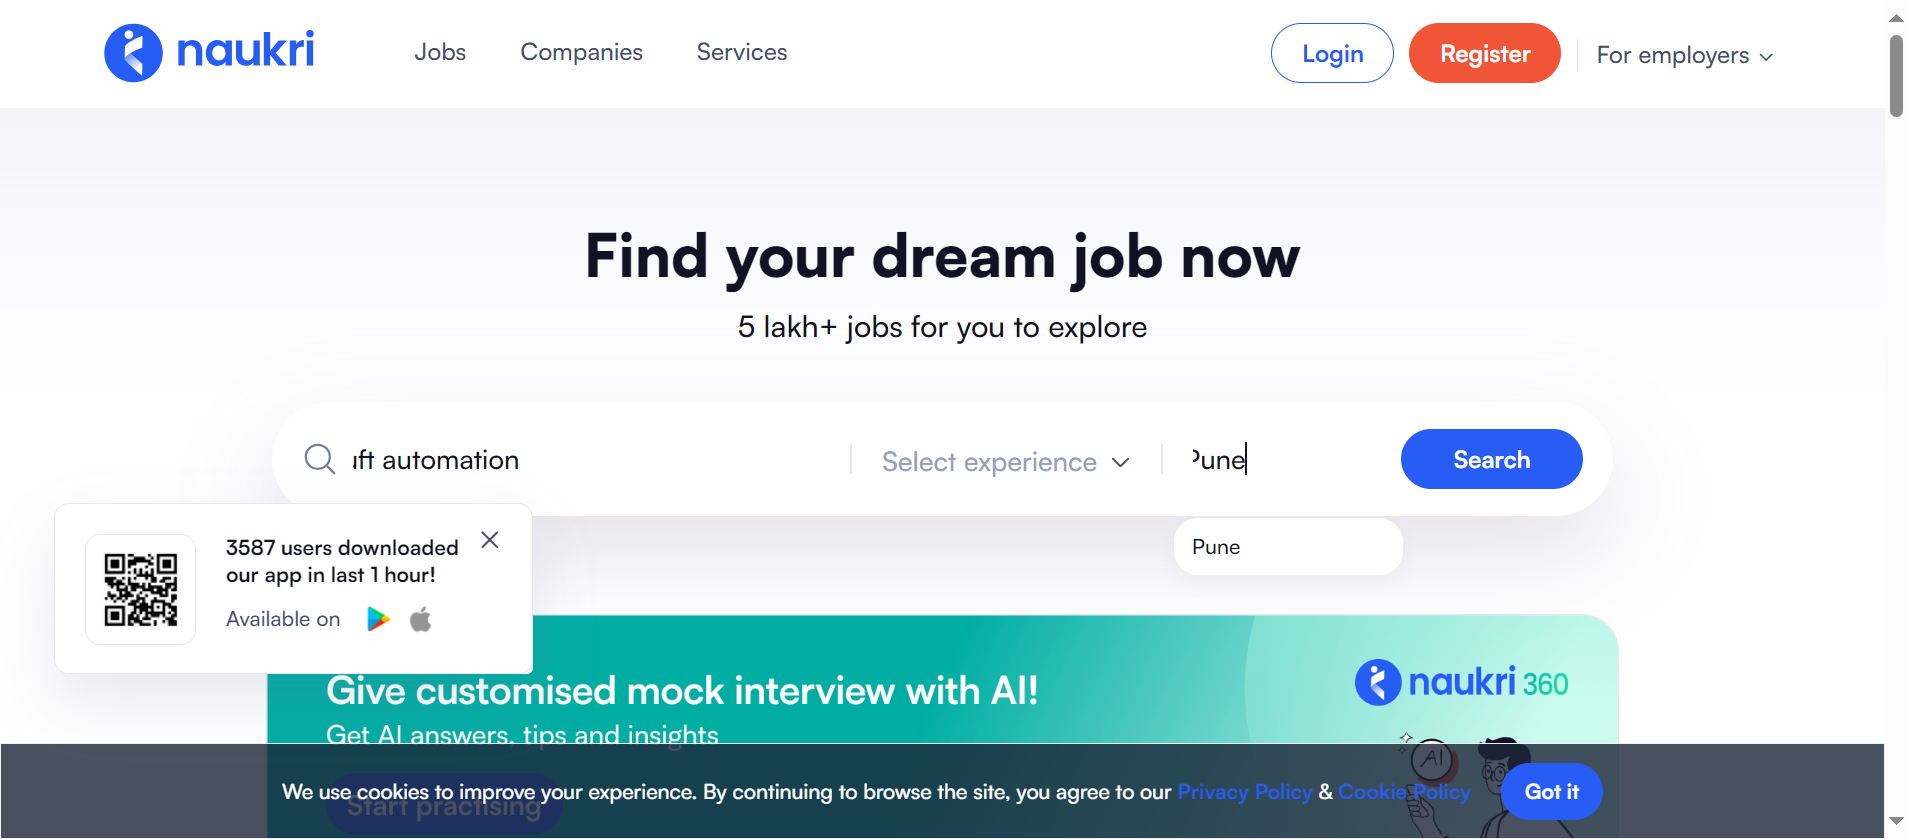 naukri
Jobs
Companies
Services
Login
Register
For employers
Find your dream job now
5 lakh+ jobs for you to explore
uft automation
Select experience
Pune
Search
Pune
3587 users downloaded
our app in last 1 hour!
Available on
Give customised mock interview with AI!
naukri 360
Get AI answers, tips and insights
AI
We use cookies to improve your experience. By continuing to browse the site, you agree to our Privacy Policy & Cookie Policy
Got it
Start practising